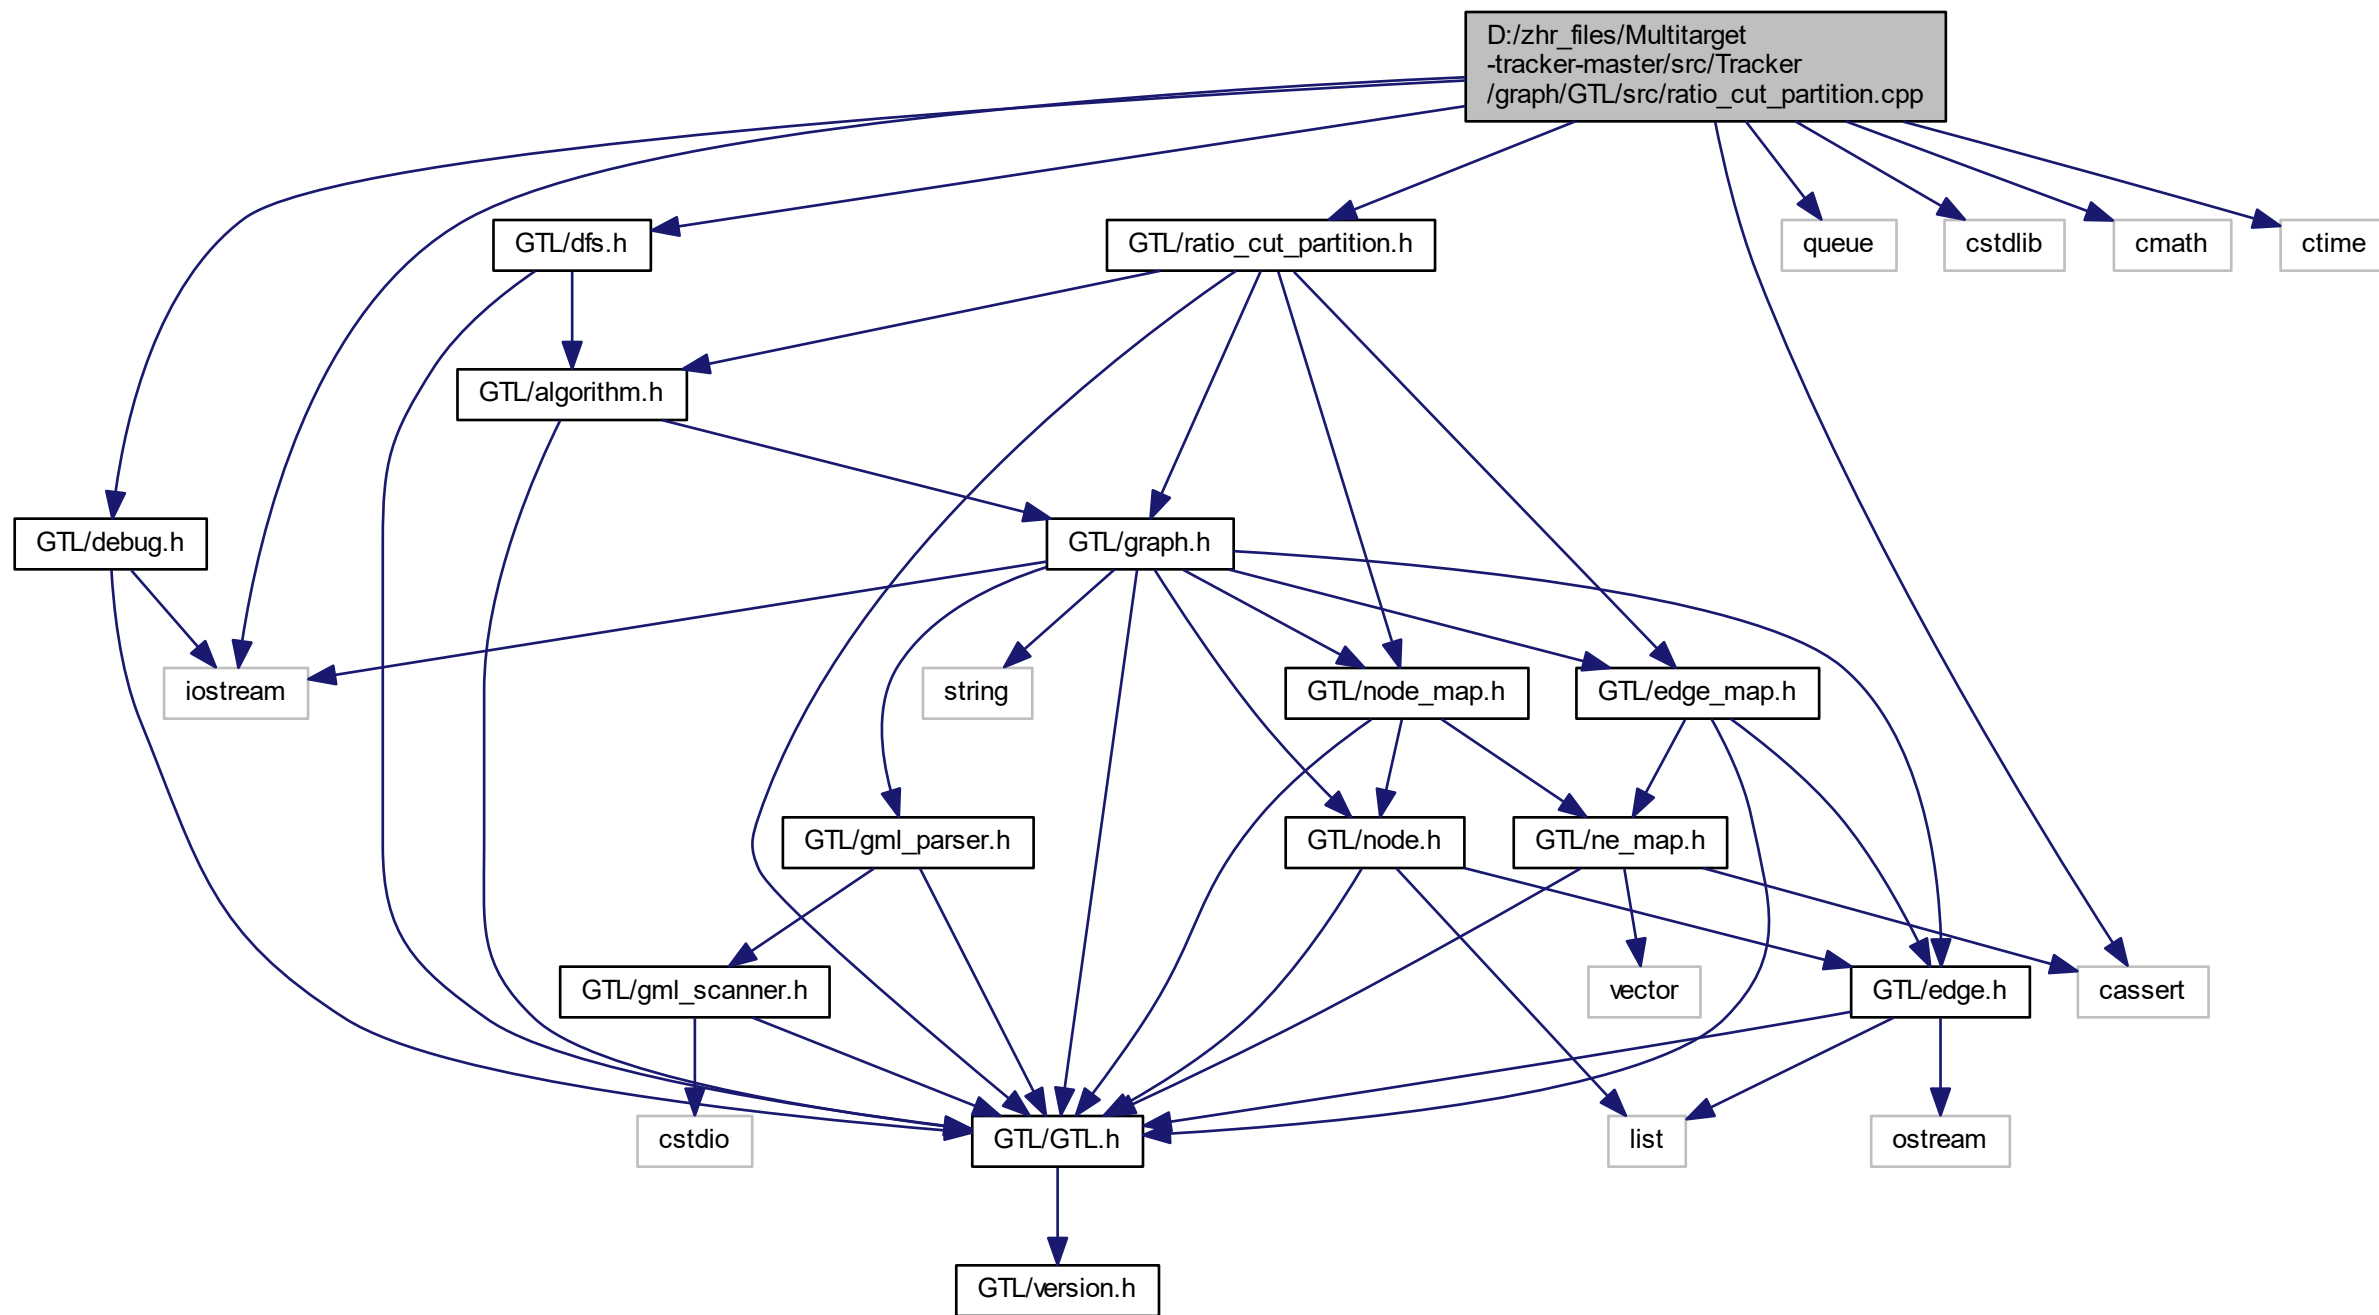 D:/zhr_files/Multitarget
-tracker-master/src/Tracker
/graph/GTL/src/ratio_cut_partition.cpp
GTL/dfs.h
GTL/ratio_cut_partition.h
queue
cstdlib
cmath
ctime
GTL/algorithm.h
GTL/debug.h
GTL/graph.h
iostream
string
GTL/node_map.h
GTL/edge_map.h
GTL/gml_parser.h
GTL/node.h
GTL/ne_map.h
GTL/gml_scanner.h
vector
GTL/edge.h
cassert
cstdio
GTL/GTL.h
list
ostream
GTL/version.h